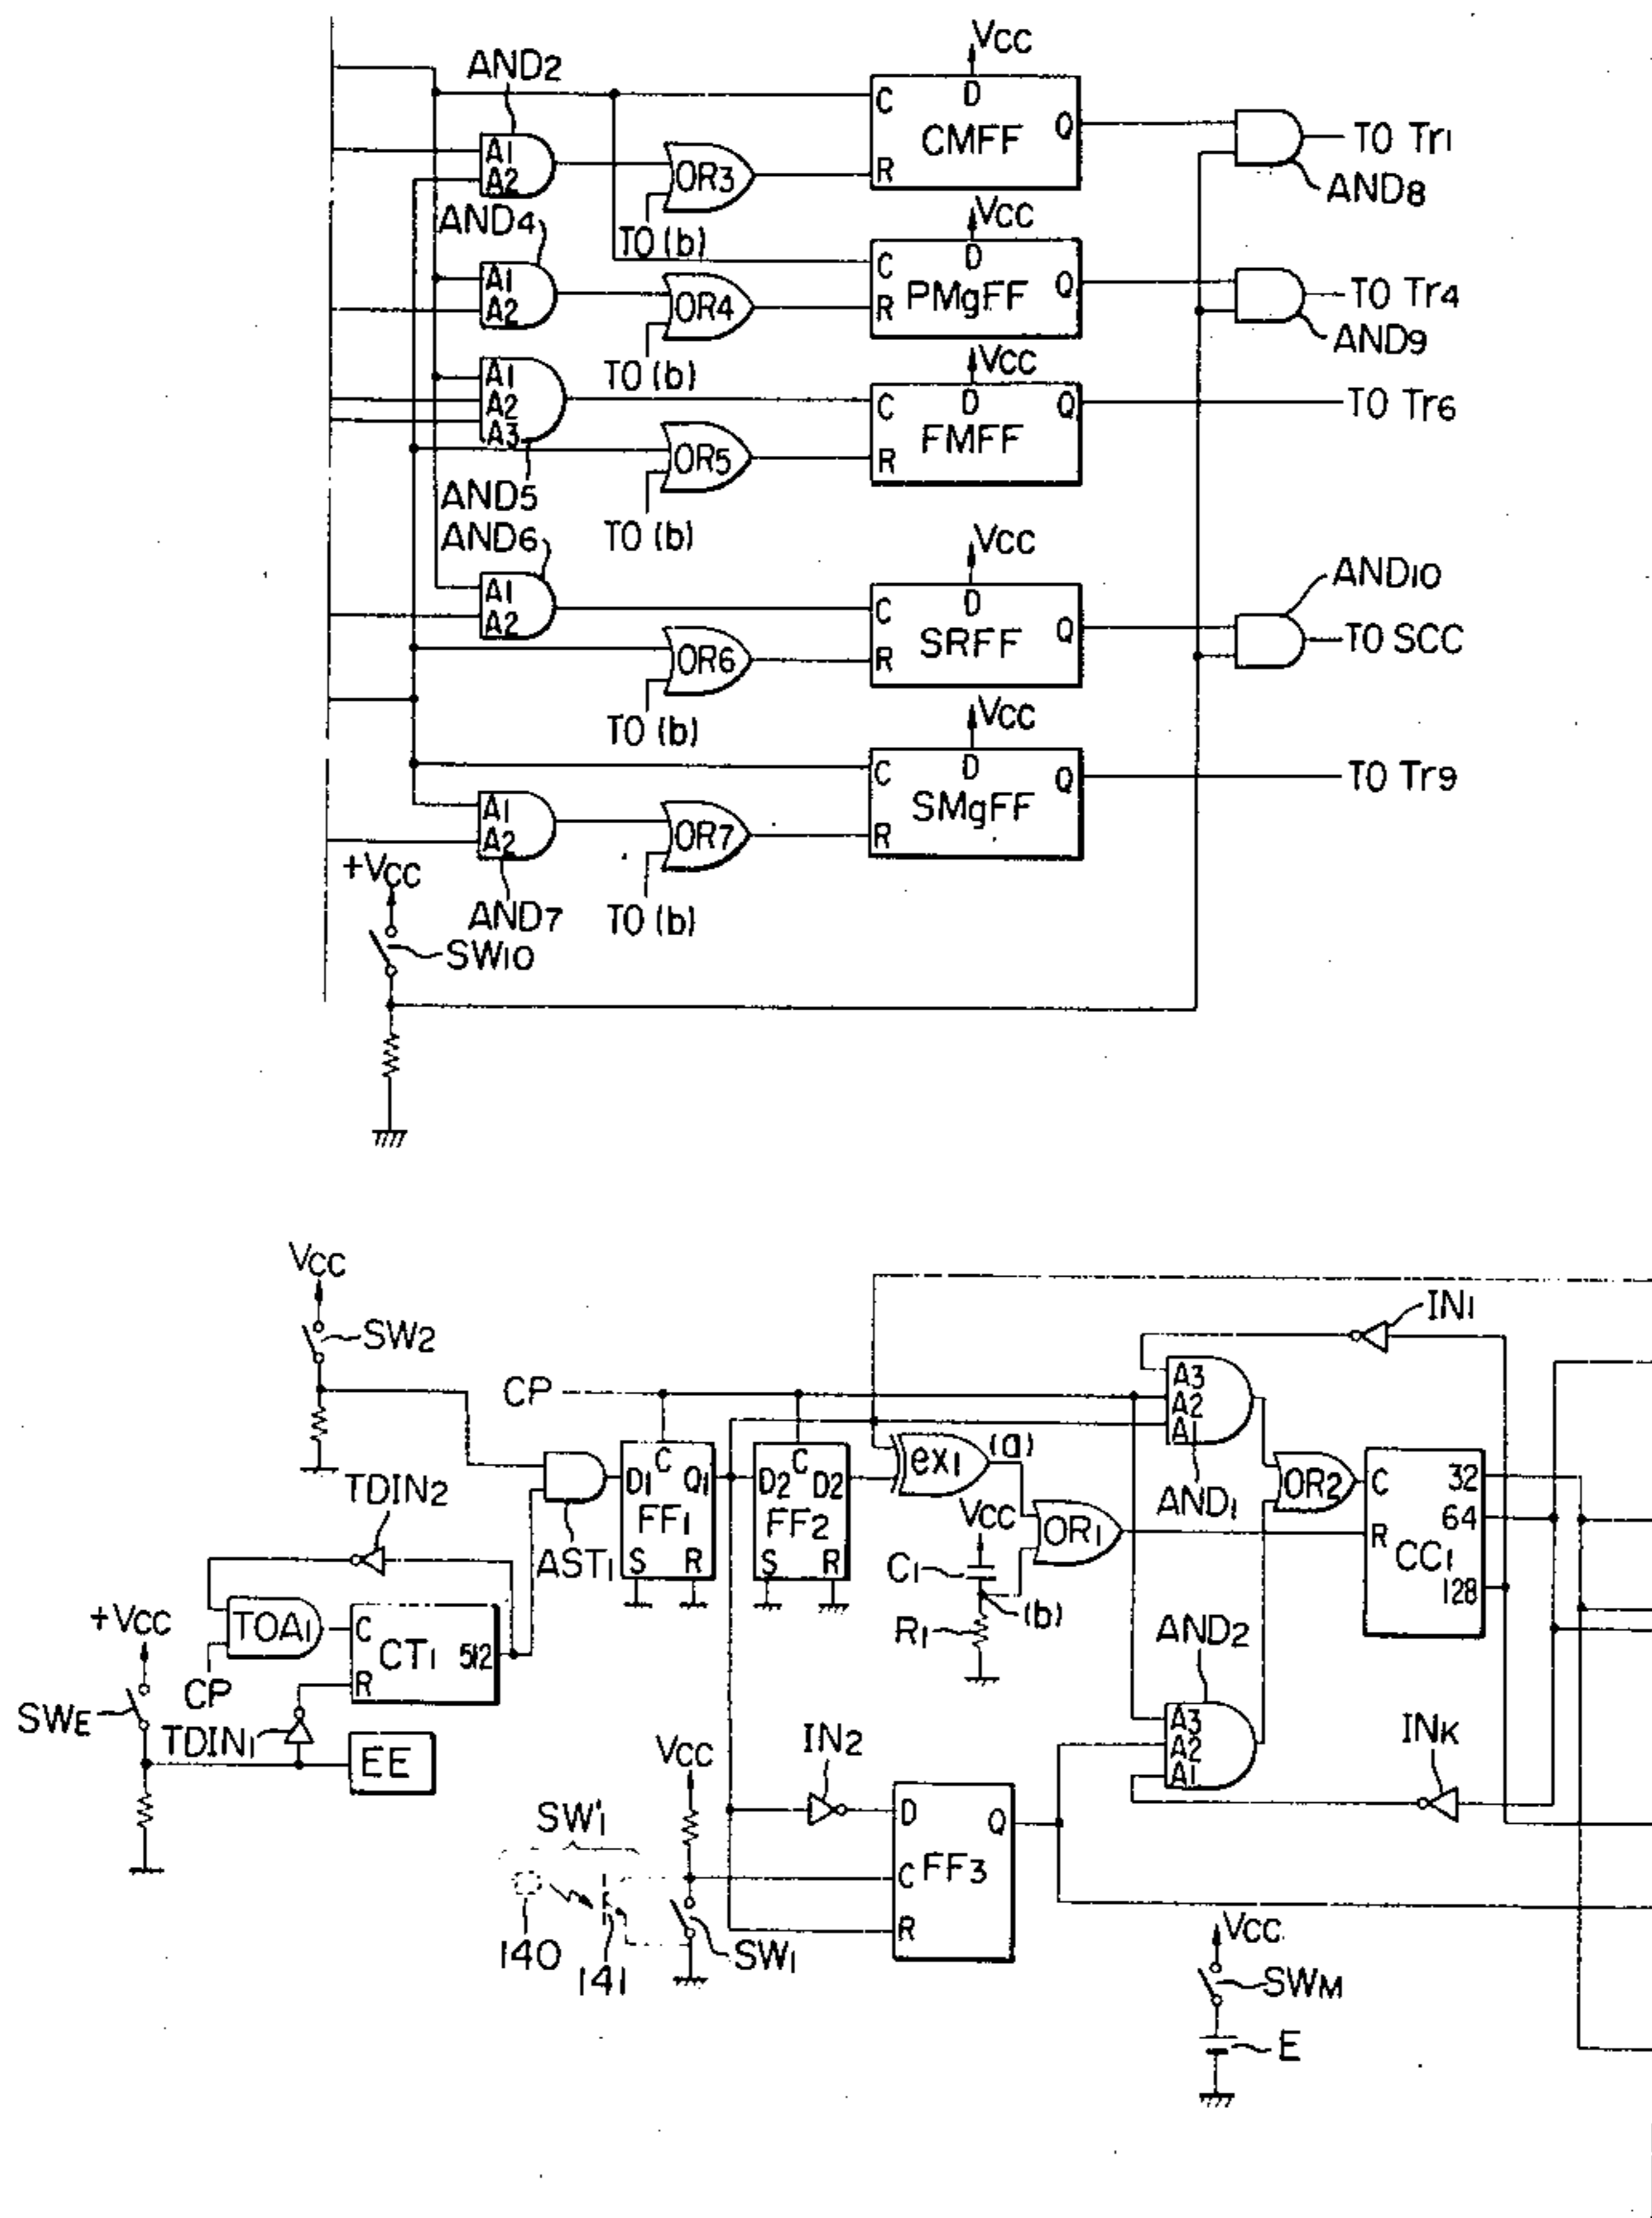 VCC
AND2
C D
CMFF Q
R
TO Tr1
AND8
A1
A2
OR3
TO (b)
VCC
AND4
C D
PMgFF Q
R
TO Tr4
AND9
A1
A2
OR4
TO (b)
VCC
A1
A2
A3
C D
FMFF Q
R
TO Tr6
OR5
AND5
TO (b)
AND6
VCC
AND10
A1
A2
C D
SRFF Q
R
TO SCC
OR6
TO (b)
VCC
C D
SMgFF Q
R
TO Tr9
A1
A2
OR7
+VCC
AND7
TO (b)
SW10
VCC
SW2
IN1
CP
A3
A2
A1
ex1
(a)
TDIN2
D1 C Q1
FF1
S R
D2 C D2
FF2
S R
AST1
VCC
OR1
C1
(b)
R1
AND1
OR2
C 32
64
R CC1
128
+VCC
TOA1
C
CT1 512
R
CP
SWE
TDIN1
EE
AND2
A3
A2
A1
INK
VCC
IN2
SW'1
D Q
C FF3
R
140
141
SW1
VCC
SWM
E